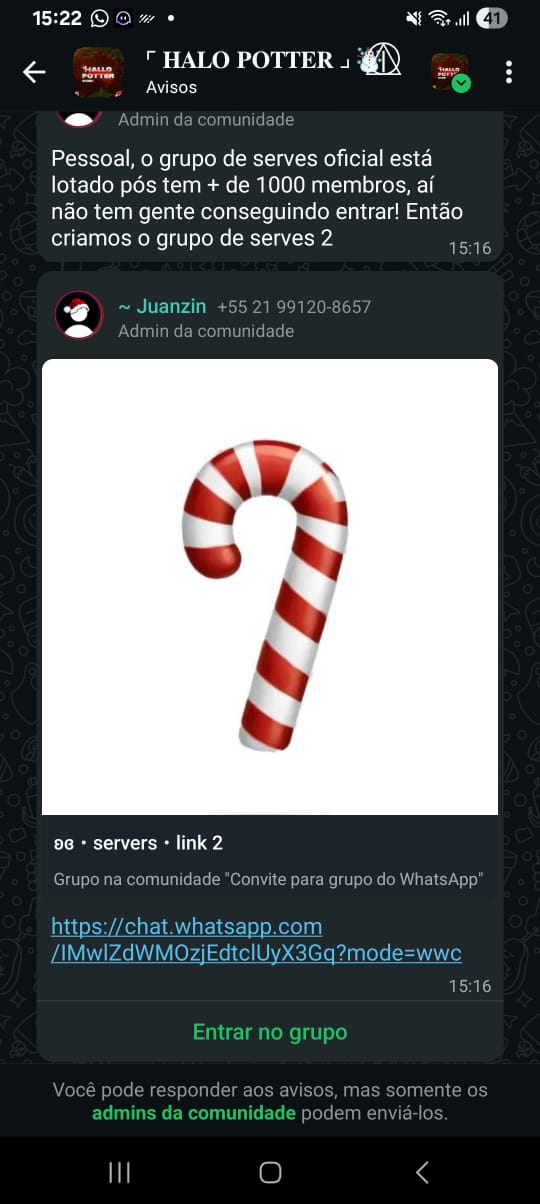 15:22
41
「 HALO POTTER 」
Avisos
Admin da comunidade
Pessoal, o grupo de serves oficial está
lotado pós tem + de 1000 membros, aí
não tem gente conseguindo entrar! Então
criamos o grupo de serves 2
15:16
~ Juanzin +55 21 99120-8657
Admin da comunidade
ʚɞ • servers • link 2
Grupo na comunidade "Convite para grupo do WhatsApp"
https://chat.whatsapp.com
/IMwlZdWMOzjEdtclUyX3Gq?mode=wwc
15:16
Entrar no grupo
Você pode responder aos avisos, mas somente os
admins da comunidade podem enviá-los.